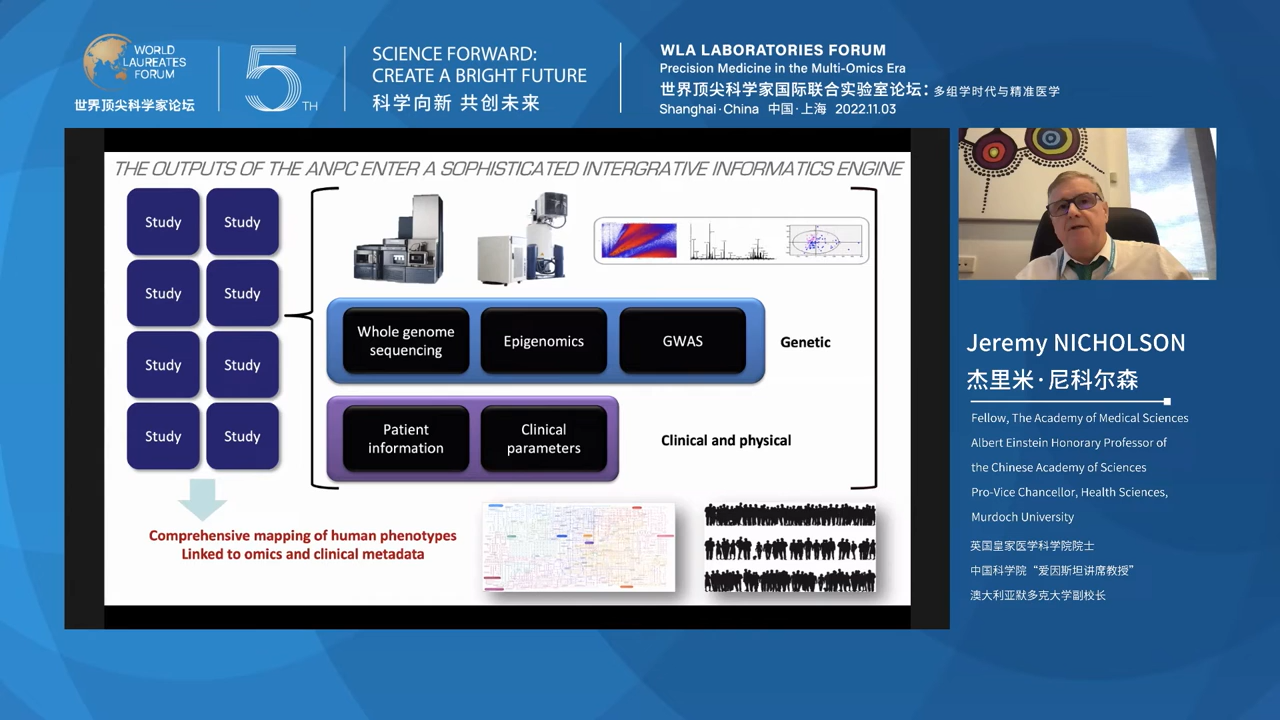 WORLD
LAUREATES
FORUM
世界顶尖科学家论坛
5TH
SCIENCE FORWARD:
CREATE A BRIGHT FUTURE
科学向新 共创未来
WLA LABORATORIES FORUM
Precision Medicine in the Multi-Omics Era
世界顶尖科学家国际联合实验室论坛：多组学时代与精准医学
Shanghai·China 中国·上海 2022.11.03
THE OUTPUTS OF THE ANPC ENTER A SOPHISTICATED INTERGRATIVE INFORMATICS ENGINE
Study Study
Study Study
Study Study
Study Study
Whole genome
sequencing
Epigenomics
GWAS
Genetic
Patient
information
Clinical
parameters
Clinical and physical
Comprehensive mapping of human phenotypes
Linked to omics and clinical metadata
Jeremy NICHOLSON
杰里米·尼科尔森
Fellow, The Academy of Medical Sciences
Albert Einstein Honorary Professor of
the Chinese Academy of Sciences
Pro-Vice Chancellor, Health Sciences,
Murdoch University
英国皇家医学科学院院士
中国科学院“爱因斯坦讲席教授”
澳大利亚默多克大学副校长